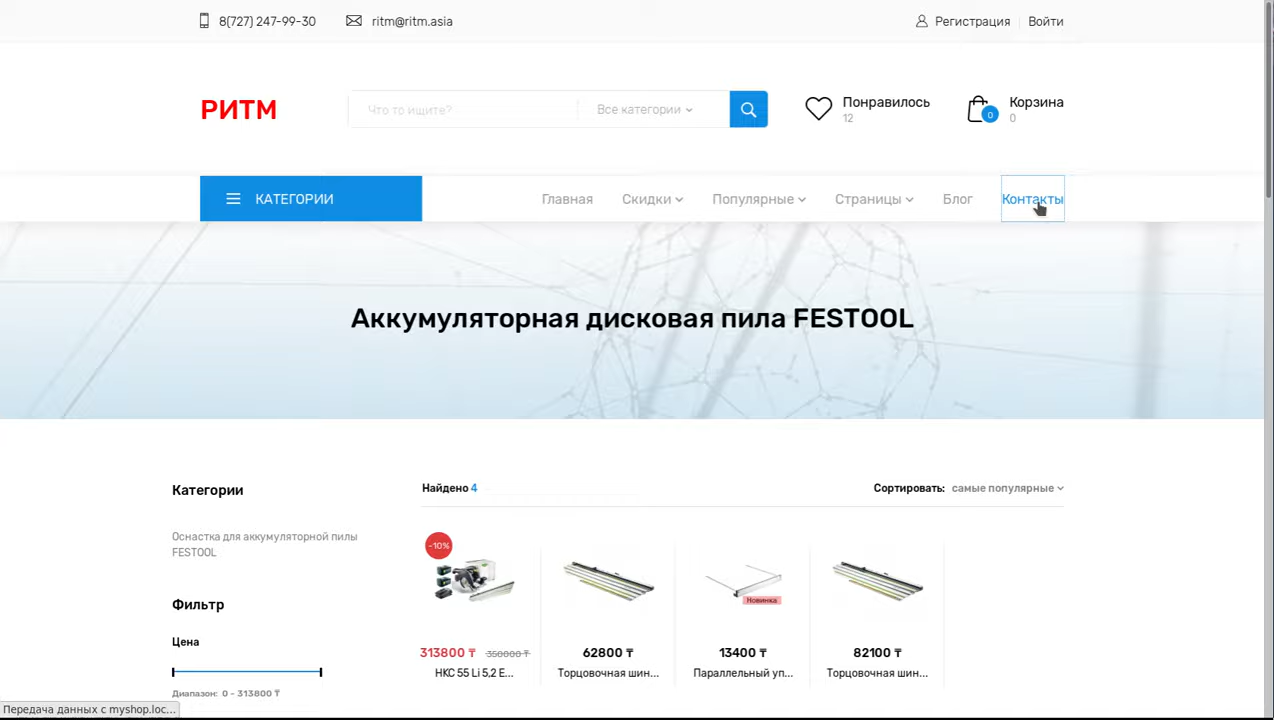 8(727) 247-99-30
ritm@ritm.asia
Регистрация
Войти
РИТМ
Что то ищите?
Все категории
Понравилось
12
0
Корзина
0
КАТЕГОРИИ
Главная
Скидки
Популярные
Страницы
Блог
Контакты
Аккумуляторная дисковая пила FESTOOL
Категории
Найдено 4
Сортировать: самые популярные
Оснастка для аккумуляторной пилы
FESTOOL
Фильтр
Цена
Диапазон: 0 - 313800 ₸
-10%
Новинка
313800 ₸ 350000 ₸
62800 ₸
13400 ₸
82100 ₸
HKC 55 Li 5,2 E...
Торцовочная шин...
Параллельный уп...
Торцовочная шин...
Передача данных с myshop.loc...